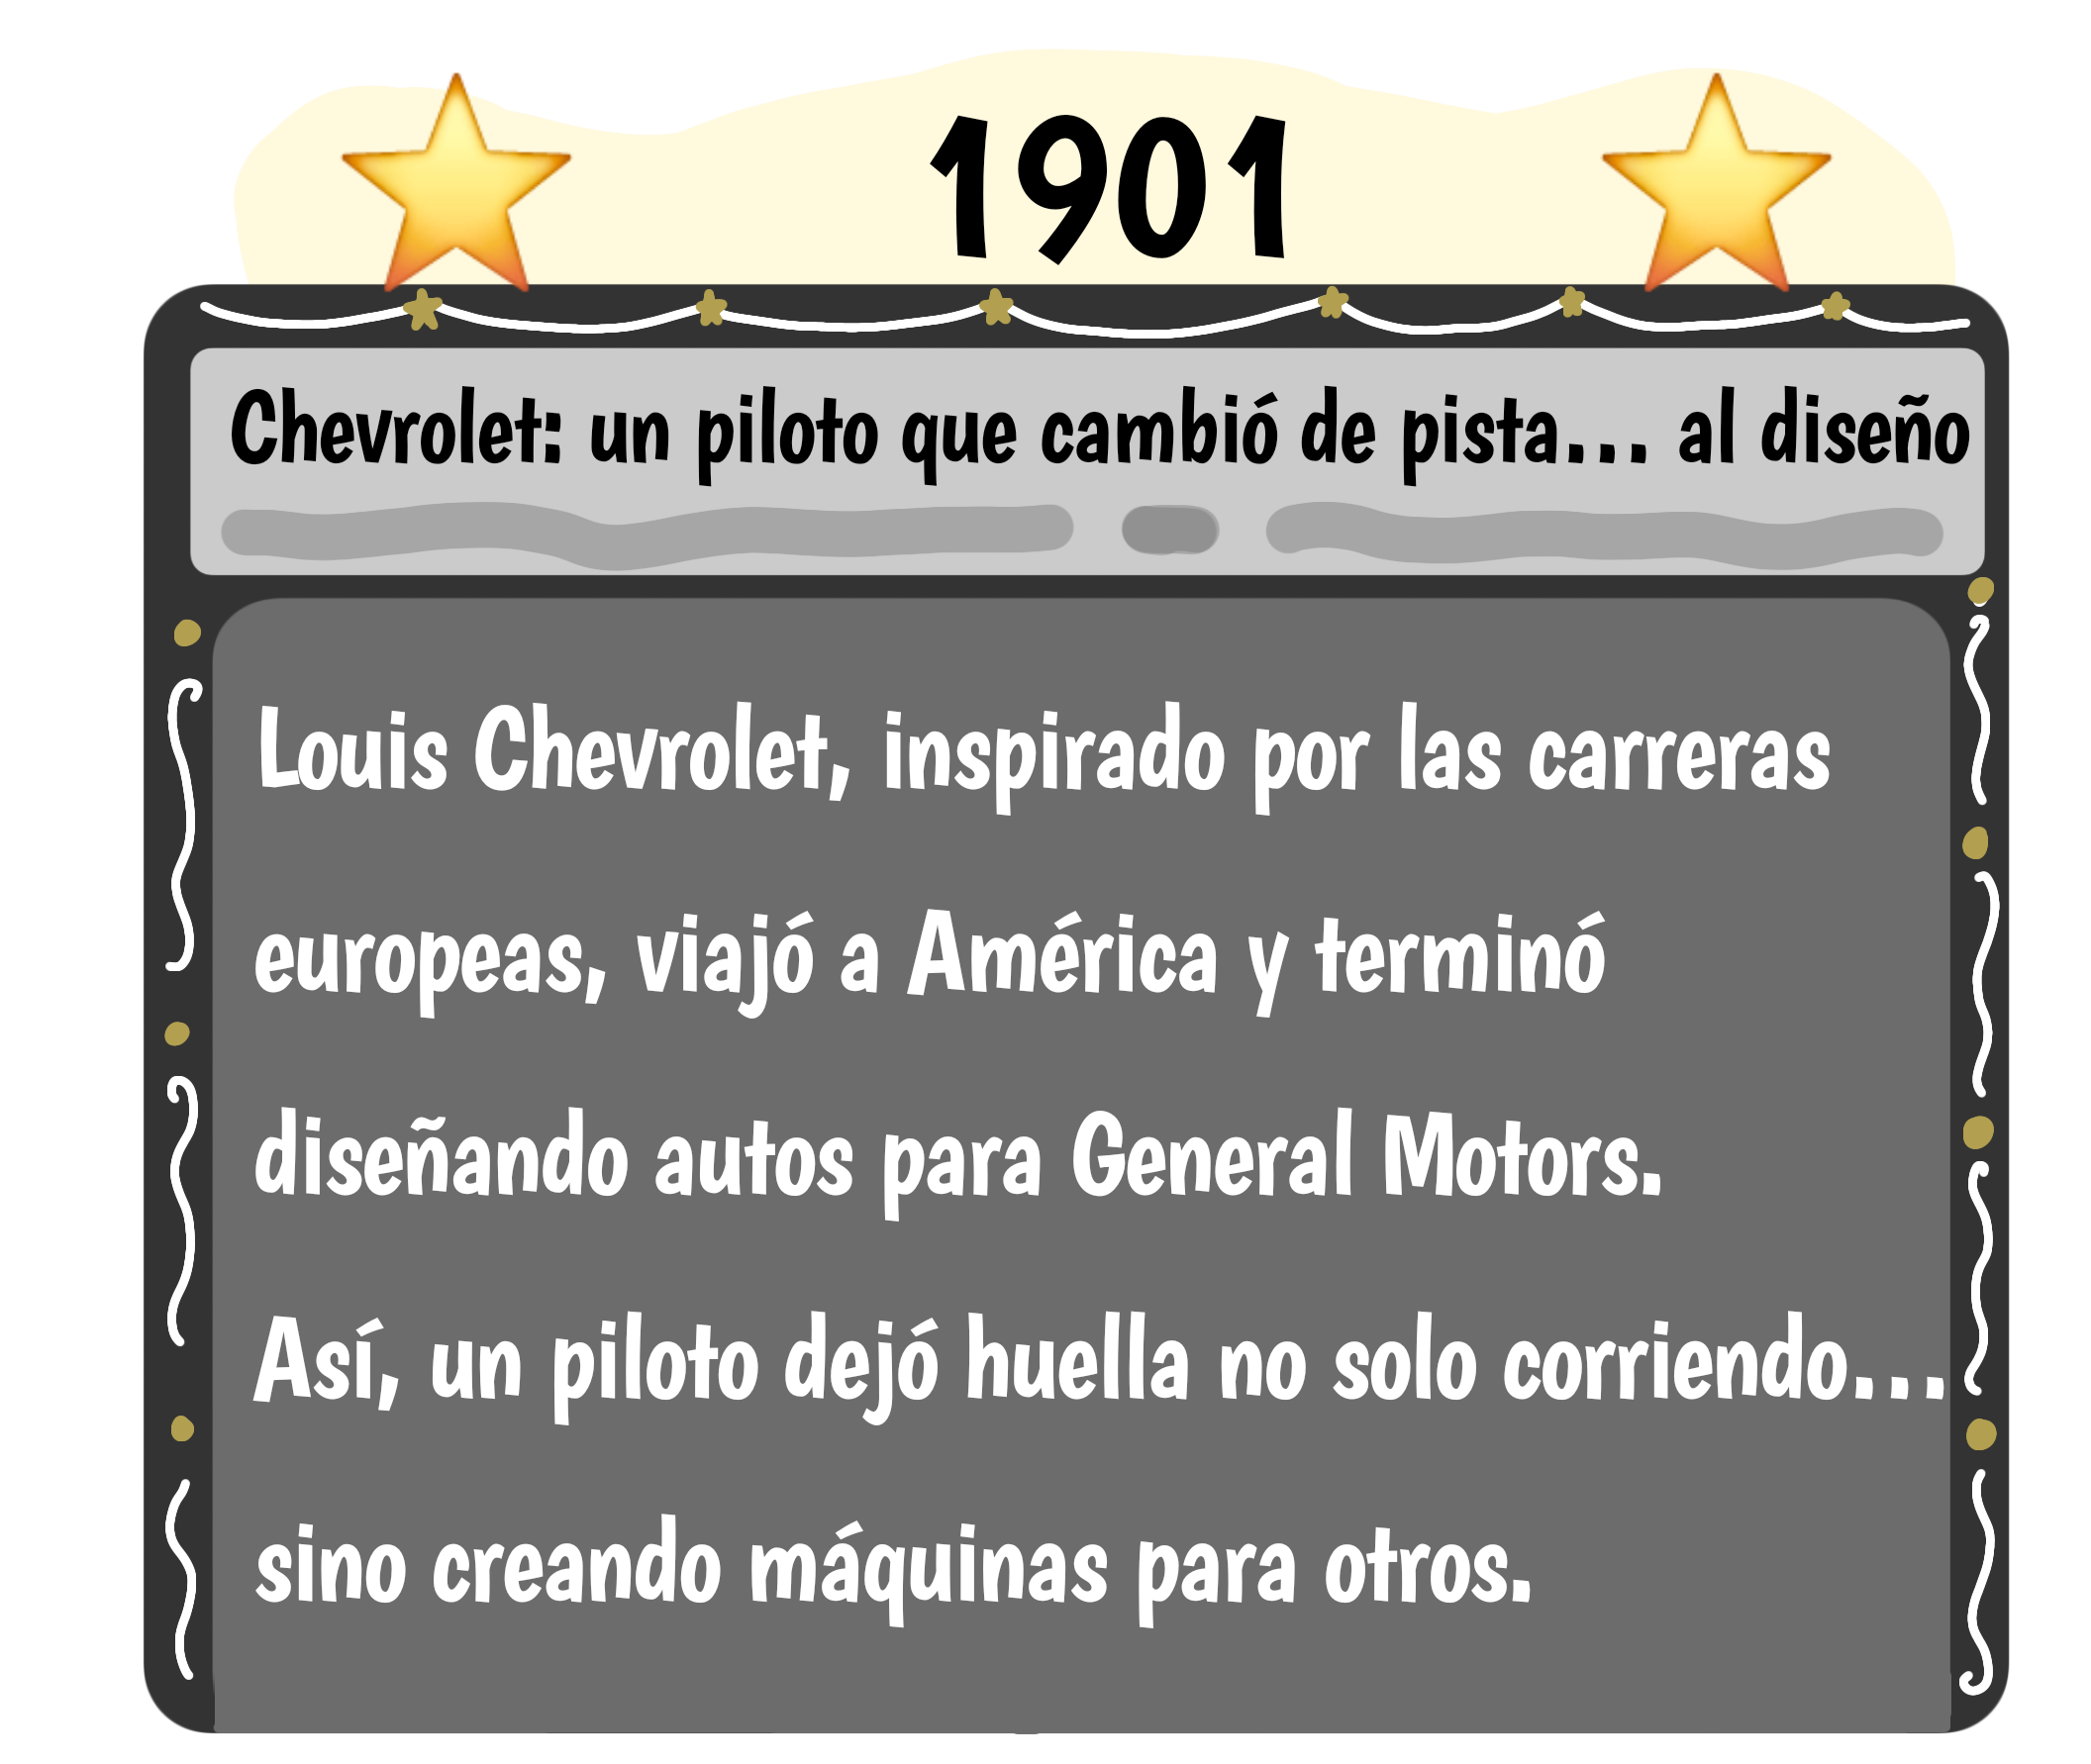 1901
Chevrolet: un piloto que cambió de pista... al diseño
Louis Chevrolet, inspirado por las carreras
europeas, viajó a América y terminó
diseñando autos para General Motors.
Así, un piloto dejó huella no solo corriendo...
sino creando máquinas para otros.